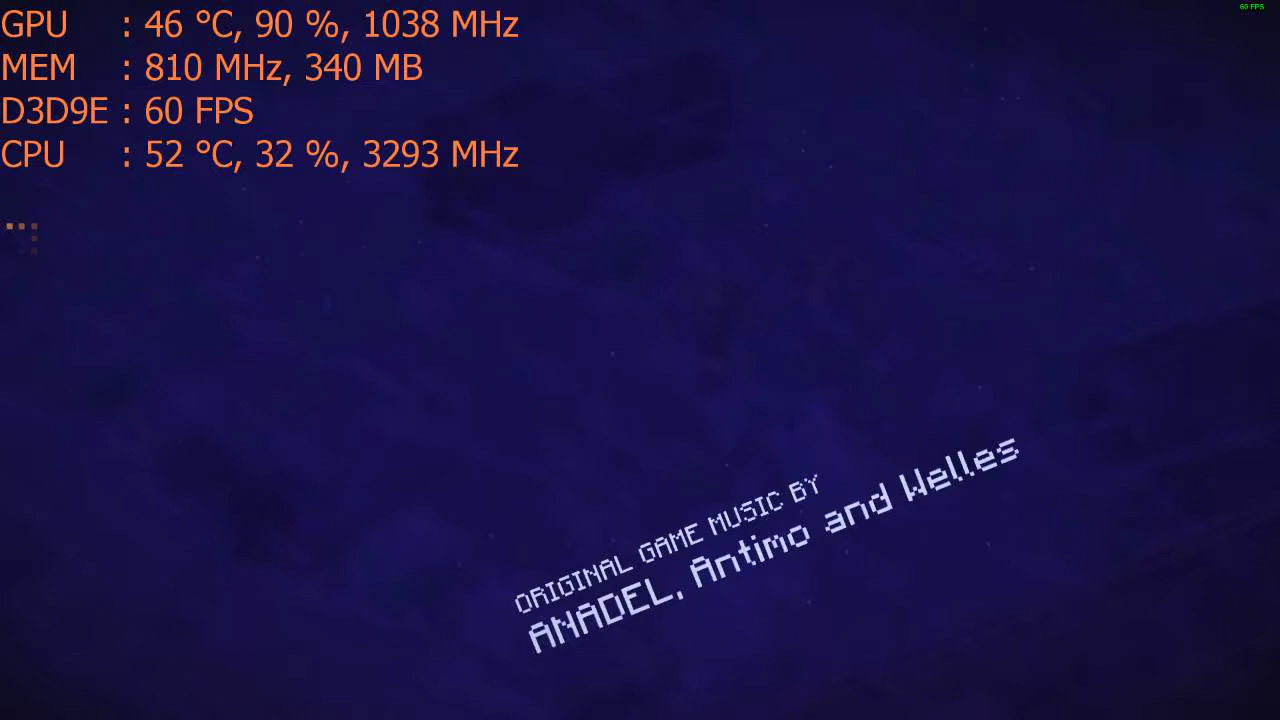 60 FPS
GPU : 46 °C, 90 %, 1038 MHz
MEM : 810 MHz, 340 MB
D3D9E : 60 FPS
CPU : 52 °C, 32 %, 3293 MHz
ORIGINAL GAME MUSIC BY
ANADEL, Antimo and Welles